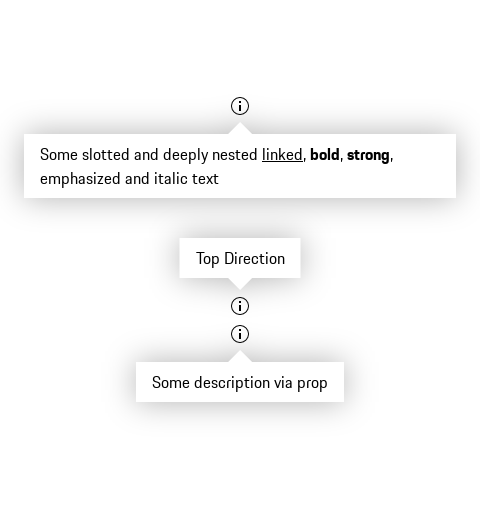 Some slotted and deeply nested linked, bold, strong,
emphasized and italic text
Top Direction
Some description via prop